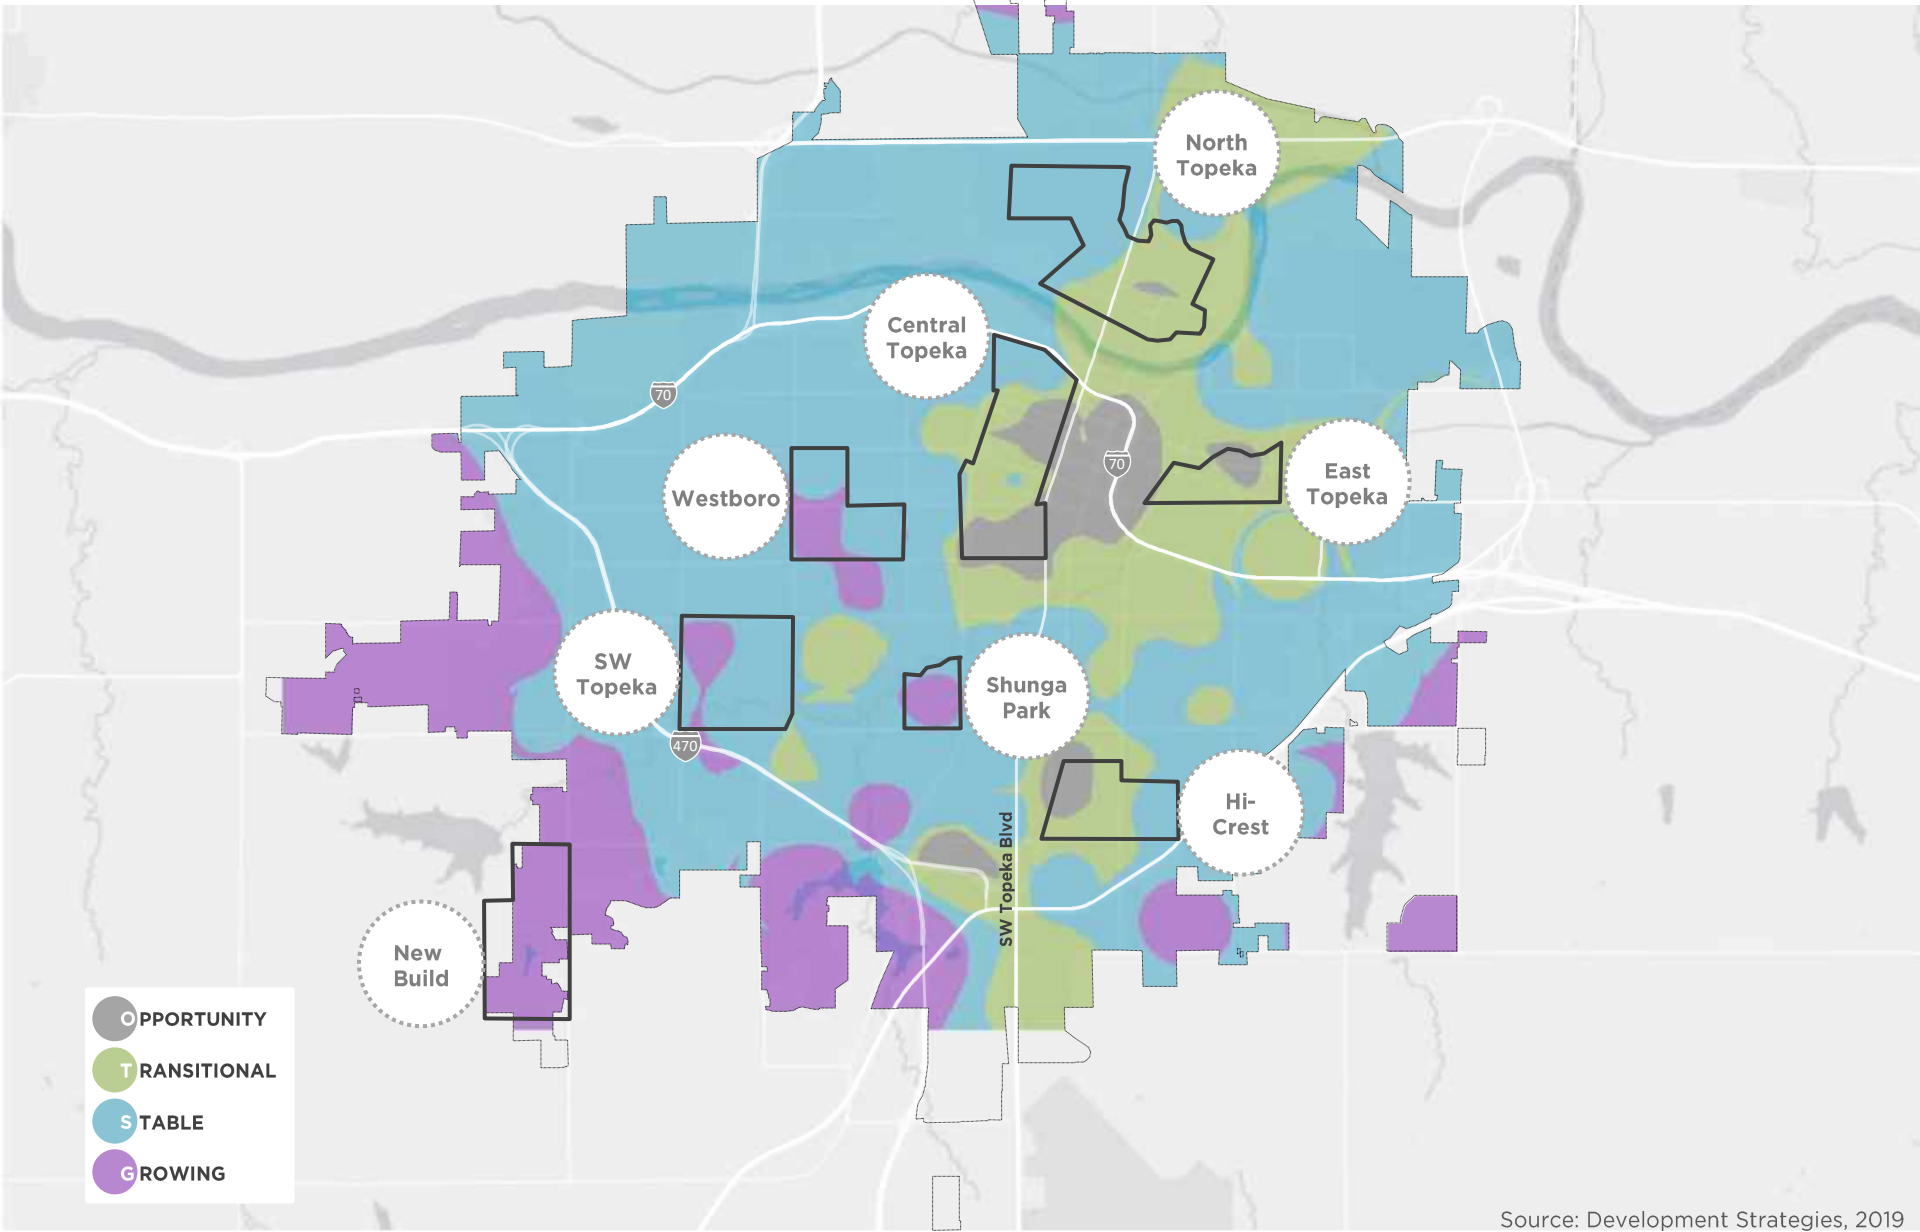 North
Topeka
Central
Topeka
70
Westboro
70
East
Topeka
SW
Topeka
Shunga
Park
470
Hi-
Crest
SW Topeka Blvd
New
Build
OPPORTUNITY
TRANSITIONAL
STABLE
GROWING
Source: Development Strategies, 2019